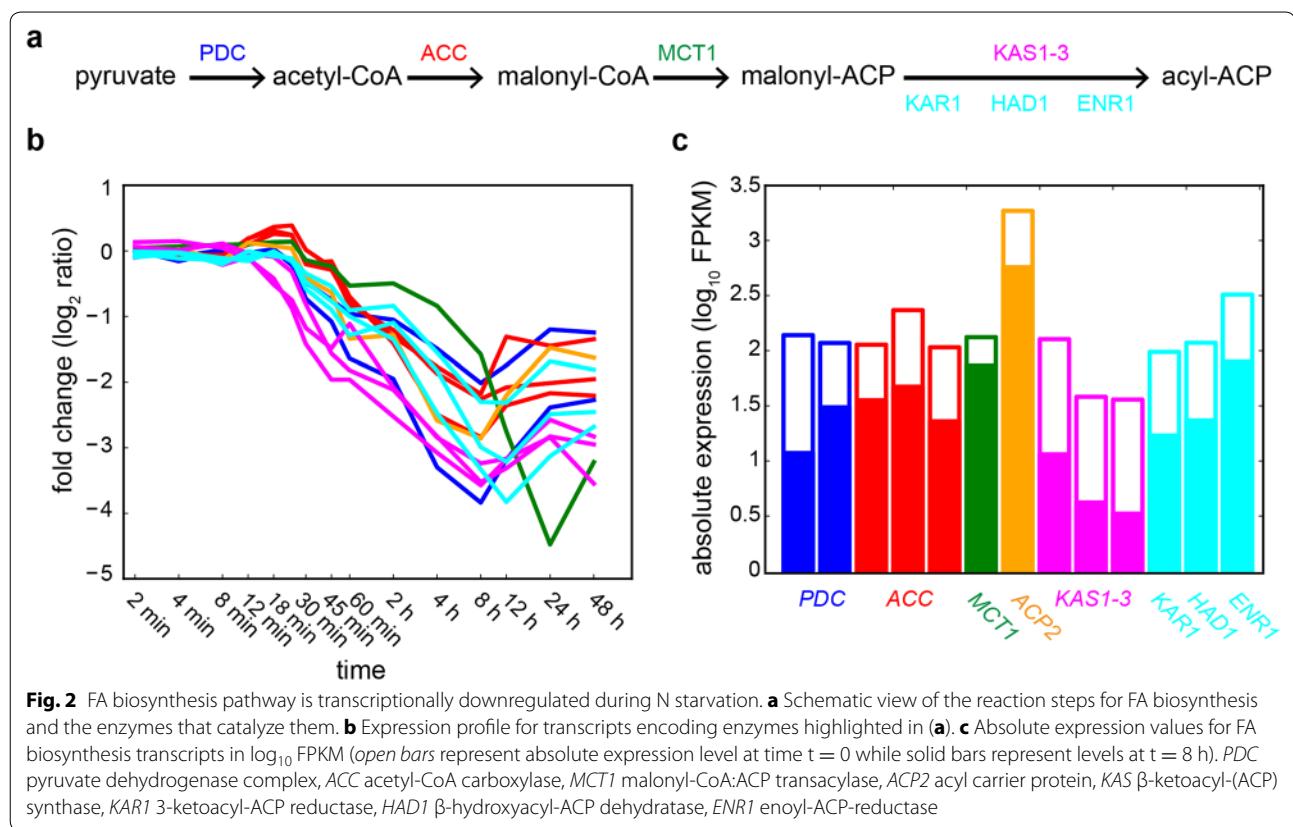 a
PDC ACC MCT1 KAS1-3
pyruvate acetyl-CoA malonyl-CoA malonyl-ACP acyl-ACP
KAR1 HAD1 ENR1
b
fold change (log2 ratio)
1
0
−1
−2
−3
−4
−5
2 min 4 min 8 min 12 min 18 min 30 min 45 min 60 min 2 h 4 h 8 h 12 h 24 h 48 h
time
c
absolute expression (log10 FPKM)
3.5
3
2.5
2
1.5
1
0.5
0
PDC ACC MCT1 ACP2 KAS1-3 KAR1 HAD1 ENR1
Fig. 2 FA biosynthesis pathway is transcriptionally downregulated during N starvation. a Schematic view of the reaction steps for FA biosynthesis
and the enzymes that catalyze them. b Expression profile for transcripts encoding enzymes highlighted in (a). c Absolute expression values for FA
biosynthesis transcripts in log10 FPKM (open bars represent absolute expression level at time t = 0 while solid bars represent levels at t = 8 h). PDC
pyruvate dehydrogenase complex, ACC acetyl-CoA carboxylase, MCT1 malonyl-CoA:ACP transacylase, ACP2 acyl carrier protein, KAS β-ketoacyl-(ACP)
synthase, KAR1 3-ketoacyl-ACP reductase, HAD1 β-hydroxyacyl-ACP dehydratase, ENR1 enoyl-ACP-reductase